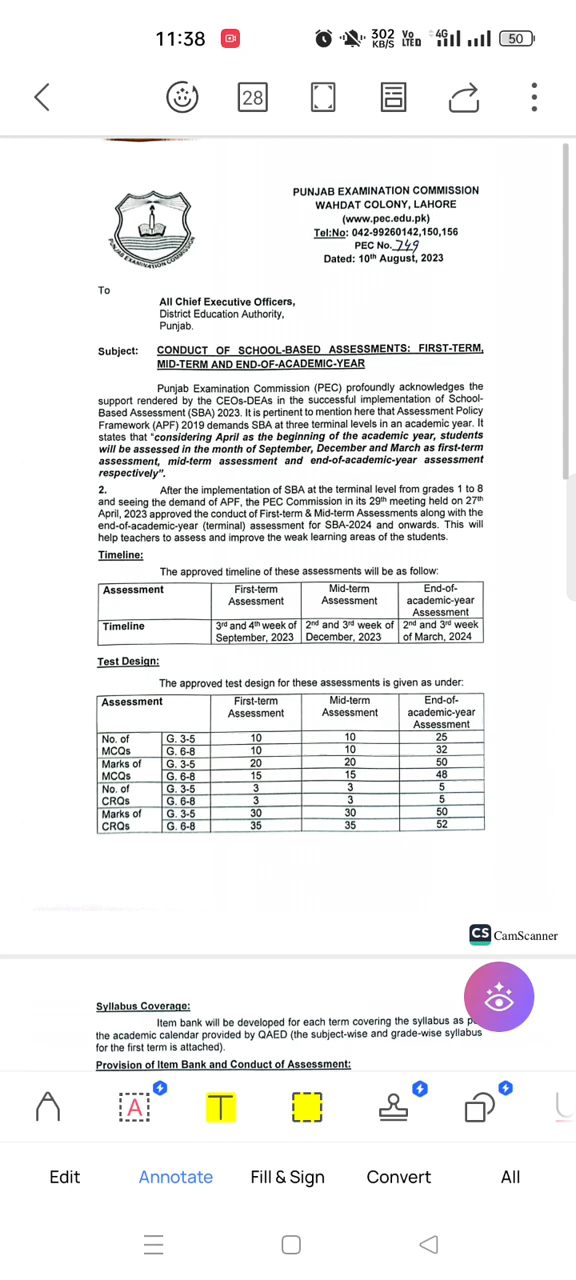 11:38
302 KB/S
Vo LTE
4G
50
28
PUNJAB EXAMINATION COMMISSION
WAHDAT COLONY, LAHORE
(www.pec.edu.pk)
Tel:No: 042-99260142,150,156
PEC No. 749
Dated: 10th August, 2023
PUNJAB EXAMINATION COMMISSION
To
All Chief Executive Officers,
District Education Authority,
Punjab.
Subject: CONDUCT OF SCHOOL-BASED ASSESSMENTS: FIRST-TERM,
MID-TERM AND END-OF-ACADEMIC-YEAR
Punjab Examination Commission (PEC) profoundly acknowledges the
support rendered by the CEOs-DEAs in the successful implementation of School-
Based Assessment (SBA) 2023. It is pertinent to mention here that Assessment Policy
Framework (APF) 2019 demands SBA at three terminal levels in an academic year. It
states that "considering April as the beginning of the academic year, students
will be assessed in the month of September, December and March as first-term
assessment, mid-term assessment and end-of-academic-year assessment
respectively".
2. After the implementation of SBA at the terminal level from grades 1 to 8
and seeing the demand of APF, the PEC Commission in its 29th meeting held on 27th
April, 2023 approved the conduct of First-term & Mid-term Assessments along with the
end-of-academic-year (terminal) assessment for SBA-2024 and onwards. This will
help teachers to assess and improve the weak learning areas of the students.
Timeline:
The approved timeline of these assessments will be as follow:
Assessment First-term Assessment Mid-term Assessment End-of-academic-year Assessment
Timeline 3rd and 4th week of September, 2023 2nd and 3rd week of December, 2023 2nd and 3rd week of March, 2024
Test Design:
The approved test design for these assessments is given as under:
Assessment First-term Assessment Mid-term Assessment End-of-academic-year Assessment
No. of MCQs G. 3-5 10 10 25
G. 6-8 10 10 32
Marks of MCQs G. 3-5 20 20 50
G. 6-8 15 15 48
No. of CRQs G. 3-5 3 3 5
G. 6-8 3 3 5
Marks of CRQs G. 3-5 30 30 50
G. 6-8 35 35 52
CS CamScanner
Syllabus Coverage:
Item bank will be developed for each term covering the syllabus as
the academic calendar provided by QAED (the subject-wise and grade-wise syllabus
for the first term is attached).
Provision of Item Bank and Conduct of Assessment:
A
T
U
Edit Annotate Fill & Sign Convert All